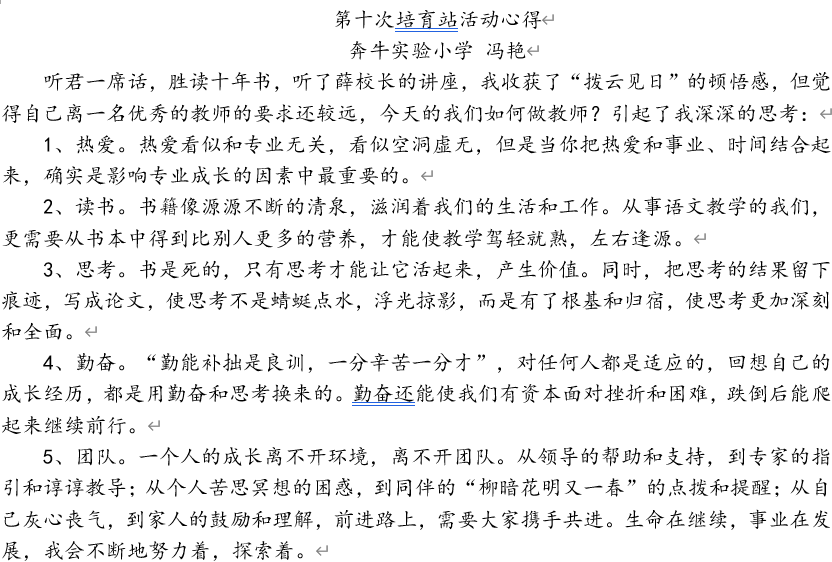 第十次培育站活动心得
奔牛实验小学 冯艳
听君一席话，胜读十年书，听了薛校长的讲座，我收获了“拨云见日”的顿悟感，但觉
得自己离一名优秀的教师的要求还较远，今天的我们如何做教师？引起了我深深的思考：
1、热爱。热爱看似和专业无关，看似空洞虚无，但是当你把热爱和事业、时间结合起
来，确实是影响专业成长的因素中最重要的。
2、读书。书籍像源源不断的清泉，滋润着我们的生活和工作。从事语文教学的我们，
更需要从书本中得到比别人更多的营养，才能使教学驾轻就熟，左右逢源。
3、思考。书是死的，只有思考才能让它活起来，产生价值。同时，把思考的结果留下
痕迹，写成论文，使思考不是蜻蜓点水，浮光掠影，而是有了根基和归宿，使思考更加深刻
和全面。
4、勤奋。“勤能补拙是良训，一分辛苦一分才”，对任何人都是适应的，回想自己的
成长经历，都是用勤奋和思考换来的。勤奋还能使我们有资本面对挫折和困难，跌倒后能爬
起来继续前行。
5、团队。一个人的成长离不开环境，离不开团队。从领导的帮助和支持，到专家的指
引和谆谆教导；从个人苦思冥想的困惑，到同伴的“柳暗花明又一春”的点拨和提醒；从自
己灰心丧气，到家人的鼓励和理解，前进路上，需要大家携手共进。生命在继续，事业在发
展，我会不断地努力着，探索着。